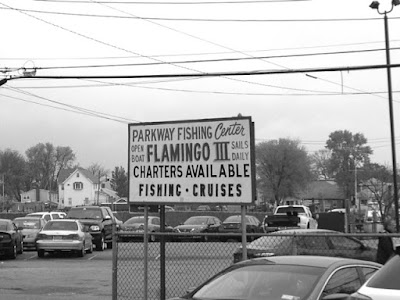 PARKWAY FISHING Center
OPEN BOAT FLAMINGO III SAILS DAILY
CHARTERS AVAILABLE
FISHING · CRUISES